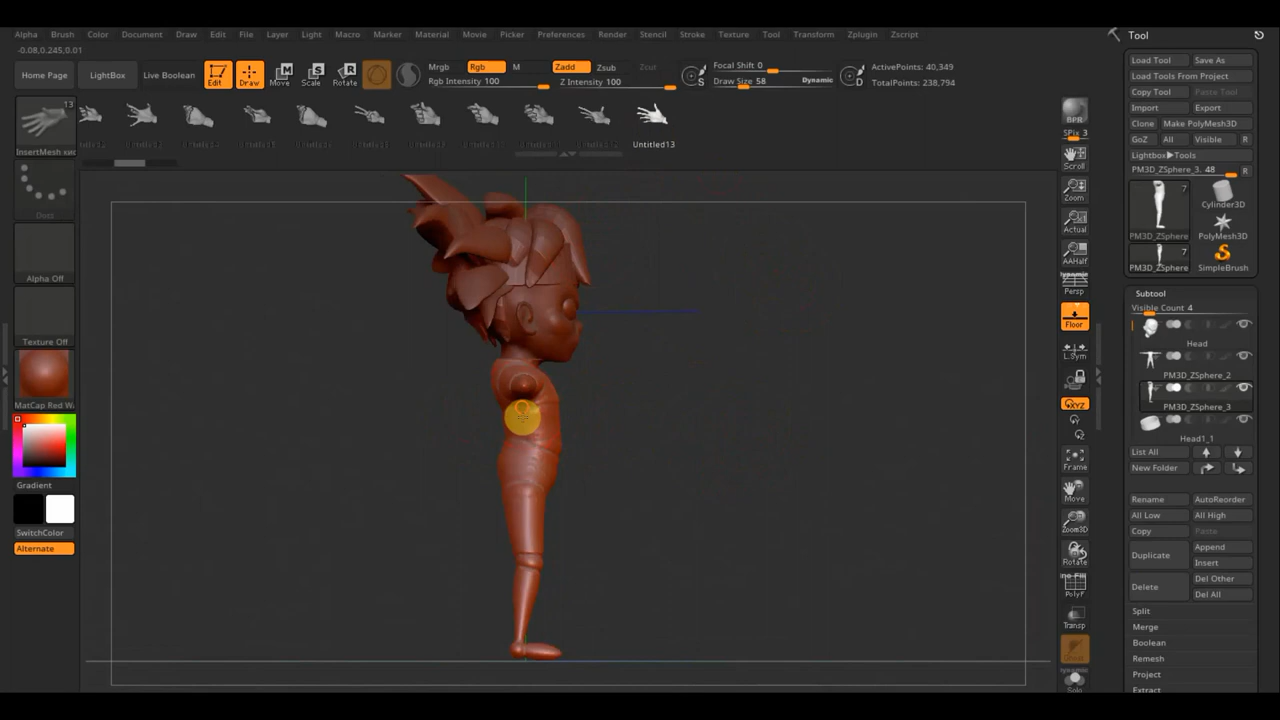 Alpha Brush Color Document Draw Edit File Layer Light Macro Marker Material Movie Picker Preferences Render Stencil Stroke Texture Tool Transform Zplugin Zscript
-0.08,0.245,0.01
Home Page LightBox Live Boolean Edit Draw Move Scale Rotate
Mrgb Rgb M Zadd Zsub Zcut
Rgb Intensity 100 Z Intensity 100
Focal Shift 0
Draw Size 58 Dynamic
ActivePoints: 40,349
TotalPoints: 238,794
13
InsertMesh
Untitled13
Dots
Alpha Off
Texture Off
MatCap Red Wa
Gradient
SwitchColor
Alternate
BPR
SPix 3
Scroll
Zoom
Actual
AAHalf
dynamic
Persp
Floor
L.Sym
XYZ
Frame
Move
Zoom3D
Rotate
PolyF
Transp
Ghost
Solo
Tool
Load Tool Save As
Load Tools From Project
Copy Tool Paste Tool
Import Export
Clone Make PolyMesh3D
GoZ All Visible R
Lightbox▶Tools
PM3D_ZSphere_3. 48 R
7
Cylinder3D
PM3D_ZSphere PolyMesh3D
7
PM3D_ZSphere SimpleBrush
Subtool
Visible Count 4
Head
PM3D_ZSphere_2
PM3D_ZSphere_3
Head1_1
List All
New Folder
Rename AutoReorder
All Low All High
Copy Paste
Duplicate Append
Insert
Delete Del Other
Del All
Split
Merge
Boolean
Remesh
Project
Extract